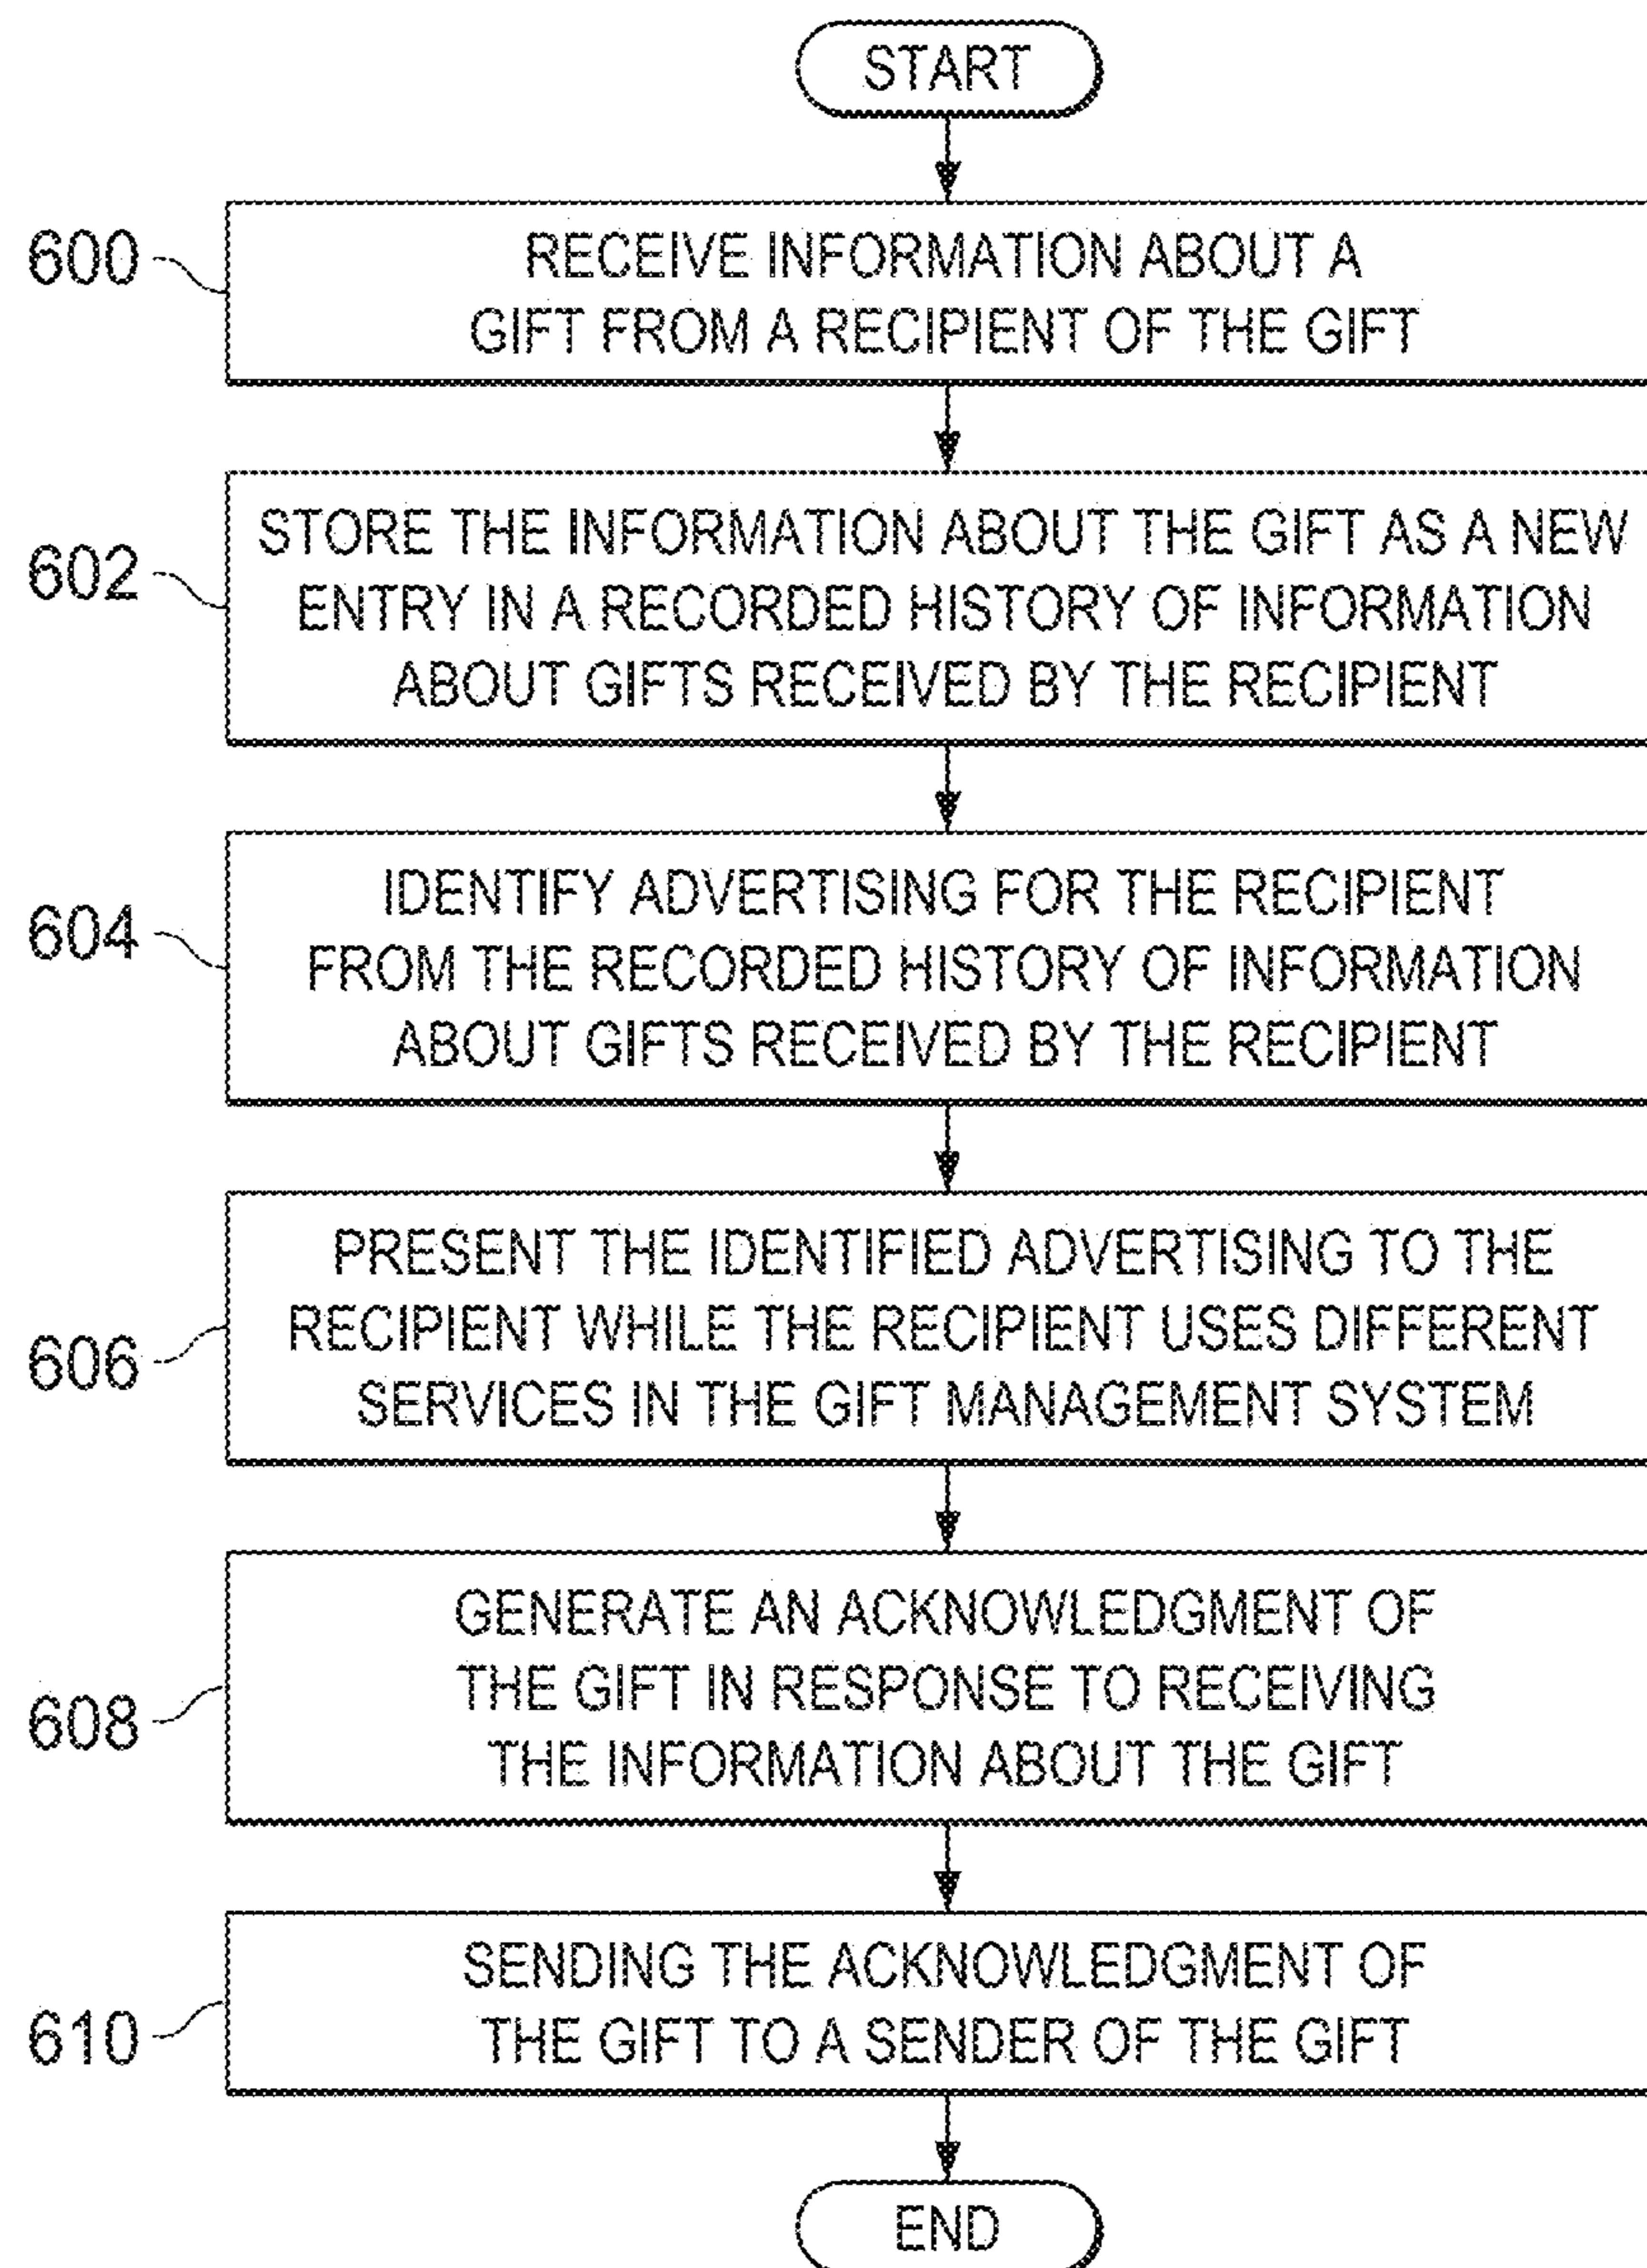 START
600
RECEIVE INFORMATION ABOUT A
GIFT FROM A RECIPIENT OF THE GIFT
602
STORE THE INFORMATION ABOUT THE GIFT AS A NEW
ENTRY IN A RECORDED HISTORY OF INFORMATION
ABOUT GIFTS RECEIVED BY THE RECIPIENT
604
IDENTIFY ADVERTISING FOR THE RECIPIENT
FROM THE RECORDED HISTORY OF INFORMATION
ABOUT GIFTS RECEIVED BY THE RECIPIENT
606
PRESENT THE IDENTIFIED ADVERTISING TO THE
RECIPIENT WHILE THE RECIPIENT USES DIFFERENT
SERVICES IN THE GIFT MANAGEMENT SYSTEM
608
GENERATE AN ACKNOWLEDGMENT OF
THE GIFT IN RESPONSE TO RECEIVING
THE INFORMATION ABOUT THE GIFT
610
SENDING THE ACKNOWLEDGMENT OF
THE GIFT TO A SENDER OF THE GIFT
END